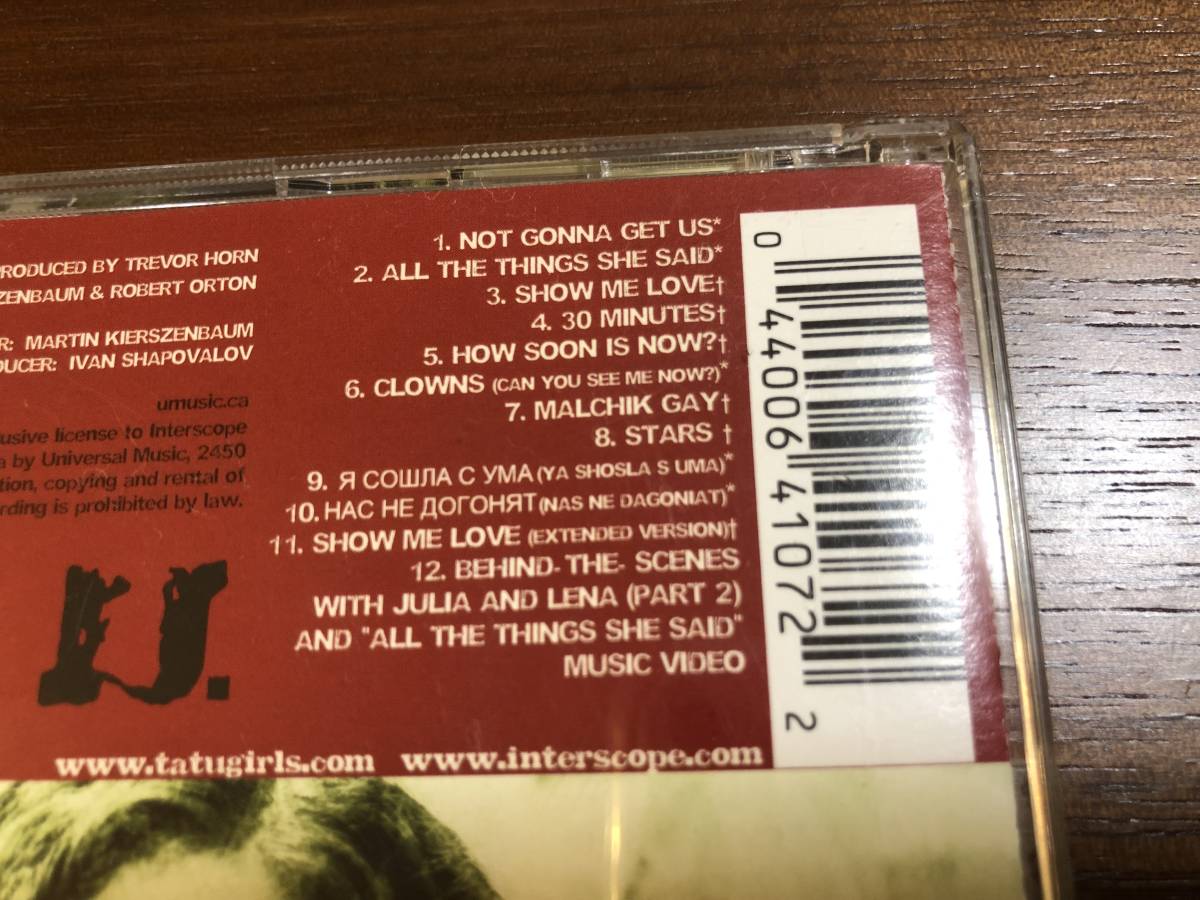 PRODUCED BY TREVOR HORN
& ROBERT ORTON
MARTIN KIERSZENBAUM
IVAN SHAPOVALOV
umusic.ca
license to Interscope
by Universal Music, 2450
copying and rental of
is prohibited by law.
1. NOT GONNA GET US*
2. ALL THE THINGS SHE SAID*
3. SHOW ME LOVE†
4. 30 MINUTES†
5. HOW SOON IS NOW?†
6. CLOWNS (CAN YOU SEE ME NOW?)*
7. MALCHIK GAY†
8. STARS †
9. Я СОШЛА С УМА (YA SHOSLA S UMA)*
10. НАС НЕ ДОГОНЯТ (NAS NE DAGONIAT)*
11. SHOW ME LOVE (EXTENDED VERSION)†
12. BEHIND- THE- SCENES
WITH JULIA AND LENA (PART 2)
AND "ALL THE THINGS SHE SAID"
MUSIC VIDEO
www.tatugirls.com www.interscope.com
0 44006 41072 2